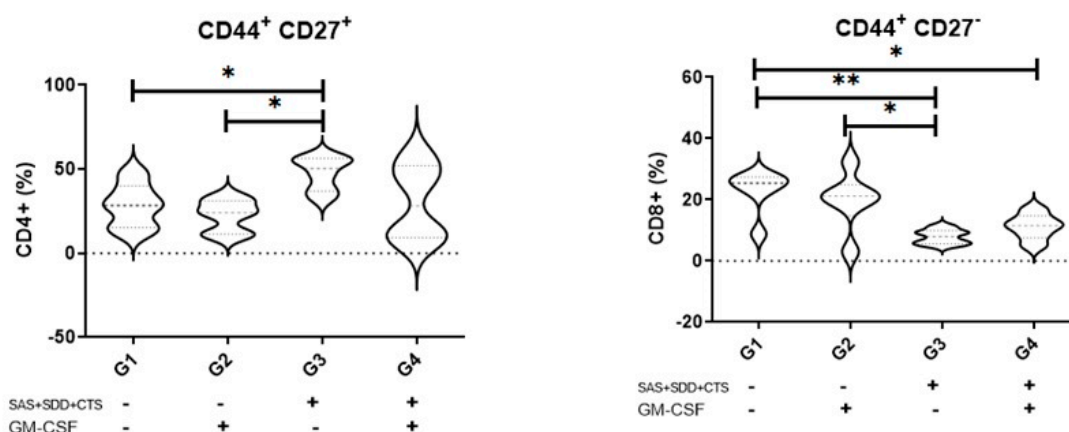 CD44⁺ CD27⁺
*
*
100
50
0
-50
CD4+ (%)
G1 G2 G3 G4
SAS+SDD+CTS - - + +
GM-CSF - + - +
CD44⁺ CD27⁻
*
**
*
60
40
20
0
-20
CD8+ (%)
G1 G2 G3 G4
SAS+SDD+CTS - - + +
GM-CSF - + - +